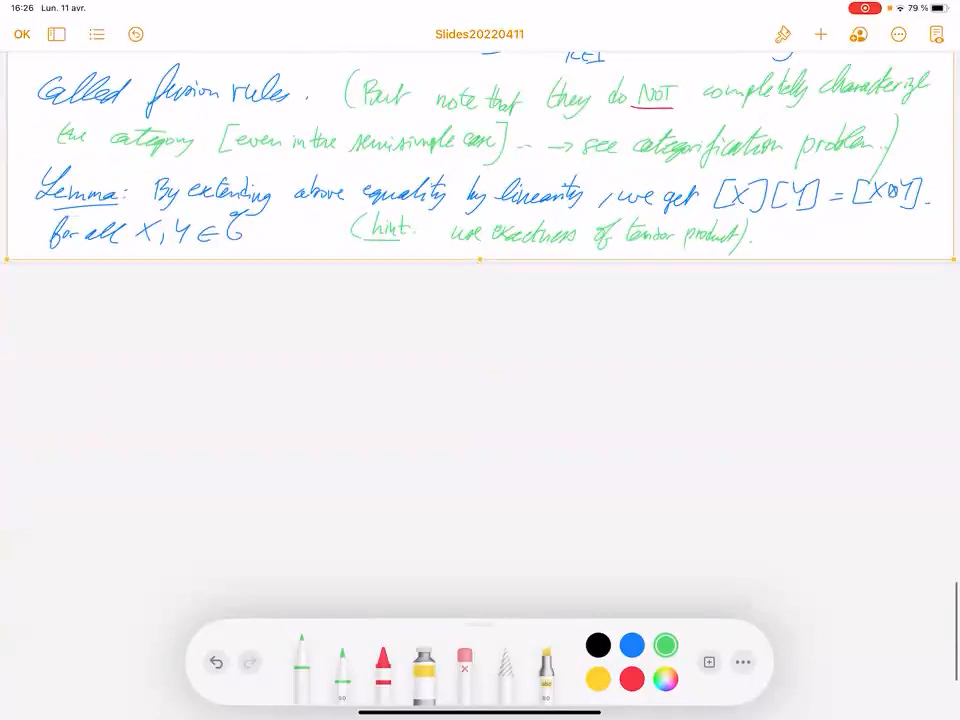 16:26 Lun. 11 avr. 79 %
OK Slides20220411
Called fusion rules. (But note that they do NOT completely characterize
the category [even in the semisimple case] .. → see categorification problem.)
Lemma: By extending above equality by linearity, we get [X][Y] = [X⊗Y].
for all X, Y ∈ C (hint: use exactness of tensor product).
50 80